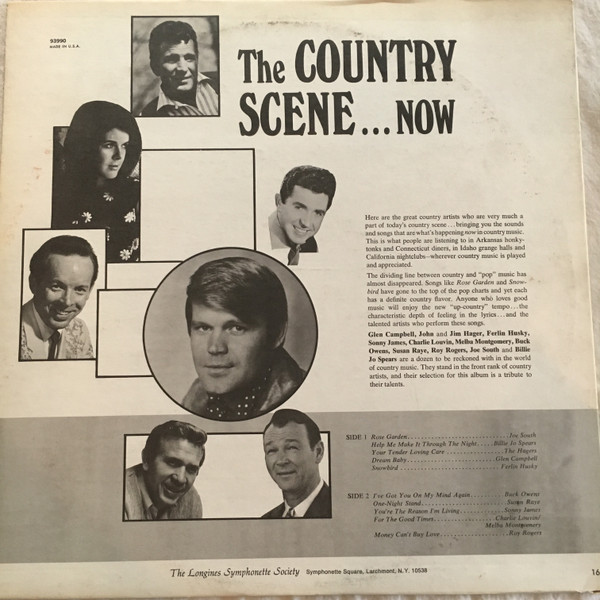 93990
MADE IN U.S.A.
The COUNTRY
SCENE...NOW
Here are the great country artists who are very much a
part of today's country scene...bringing you the sounds
and songs that are what's happening now in country music.
This is what people are listening to in Arkansas honky-
tonks and Connecticut diners, in Idaho grange halls and
California nightclubs—wherever country music is played
and appreciated.
The dividing line between country and "pop" music has
almost disappeared. Songs like Rose Garden and Snow-
bird have gone to the top of the pop charts and yet each
has a definite country flavor. Anyone who loves good
music will enjoy the new "up-country" tempo...the
characteristic depth of feeling in the lyrics...and the
talented artists who perform these songs.
Glen Campbell, John and Jim Hager, Ferlin Husky,
Sonny James, Charlie Louvin, Melba Montgomery, Buck
Owens, Susan Raye, Roy Rogers, Joe South and Billie
Jo Spears are a dozen to be reckoned with in the world
of country music. They stand in the front rank of country
artists, and their selection for this album is a tribute to
their talents.
SIDE 1 Rose Garden..........Joe South
Help Me Make It Through The Night.....Billie Jo Spears
Your Tender Loving Care..........The Hagers
Dream Baby..........Glen Campbell
Snowbird..........Ferlin Husky
SIDE 2 I've Got You On My Mind Again........Buck Owens
One-Night Stand..........Susan Raye
You're The Reason I'm Living..........Sonny James
For The Good Times..........Charlie Louvin/
Melba Montgomery
Money Can't Buy Love..........Roy Rogers
The Longines Symphonette Society Symphonette Square, Larchmont, N.Y. 10538
16